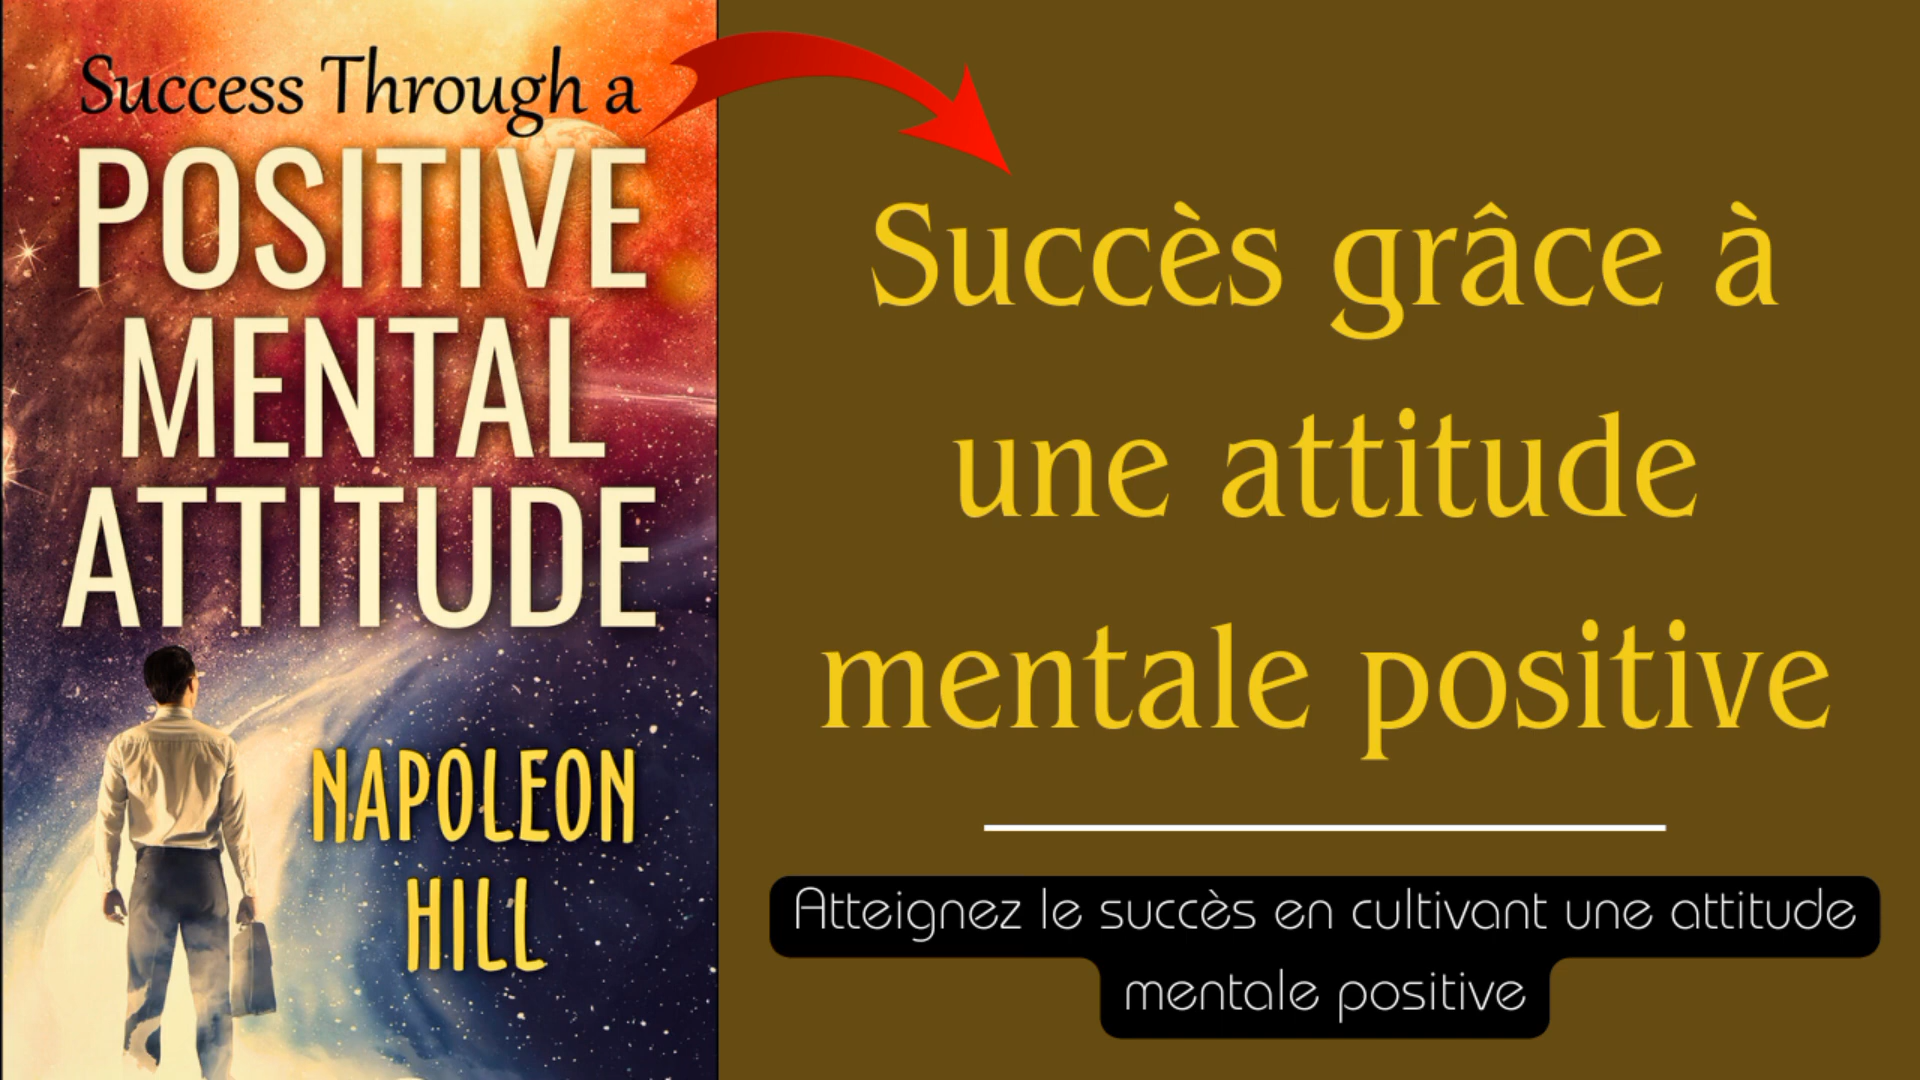 Success Through a
POSITIVE
MENTAL
ATTITUDE
NAPOLEON
HILL
Succès grâce à
une attitude
mentale positive
Atteignez le succès en cultivant une attitude
mentale positive